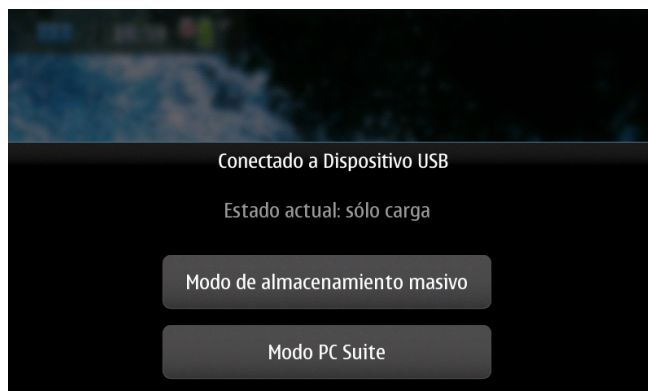 Conectado a Dispositivo USB
Estado actual: sólo carga
Modo de almacenamiento masivo
Modo PC Suite